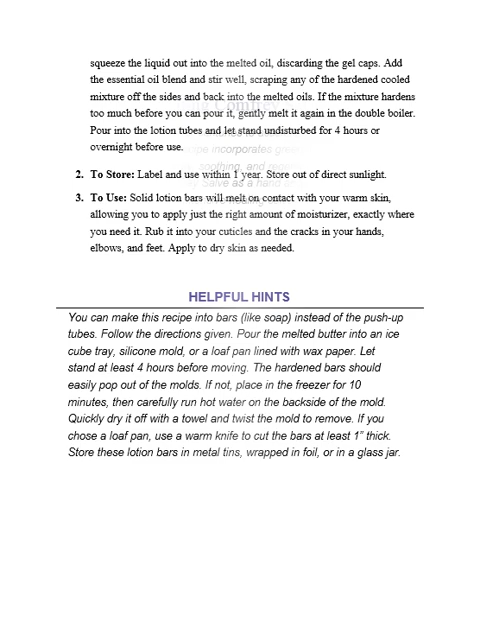 squeeze the liquid out into the melted oil, discarding the gel caps. Add
the essential oil blend and stir well, scraping any of the hardened cooled
mixture off the sides and back into the melted oils. If the mixture hardens
too much before you can pour it, gently melt it again in the double boiler.
Pour into the lotion tubes and let stand undisturbed for 4 hours or
overnight before use.
incorporates
soothing, and
Salve as a hand
2. To Store: Label and use within 1 year. Store out of direct sunlight.
3. To Use: Solid lotion bars will melt on contact with your warm skin,
allowing you to apply just the right amount of moisturizer, exactly where
you need it. Rub it into your cuticles and the cracks in your hands,
elbows, and feet. Apply to dry skin as needed.
HELPFUL HINTS
You can make this recipe into bars (like soap) instead of the push-up
tubes. Follow the directions given. Pour the melted butter into an ice
cube tray, silicone mold, or a loaf pan lined with wax paper. Let
stand at least 4 hours before moving. The hardened bars should
easily pop out of the molds. If not, place in the freezer for 10
minutes, then carefully run hot water on the backside of the mold.
Quickly dry it off with a towel and twist the mold to remove. If you
chose a loaf pan, use a warm knife to cut the bars at least 1” thick.
Store these lotion bars in metal tins, wrapped in foil, or in a glass jar.